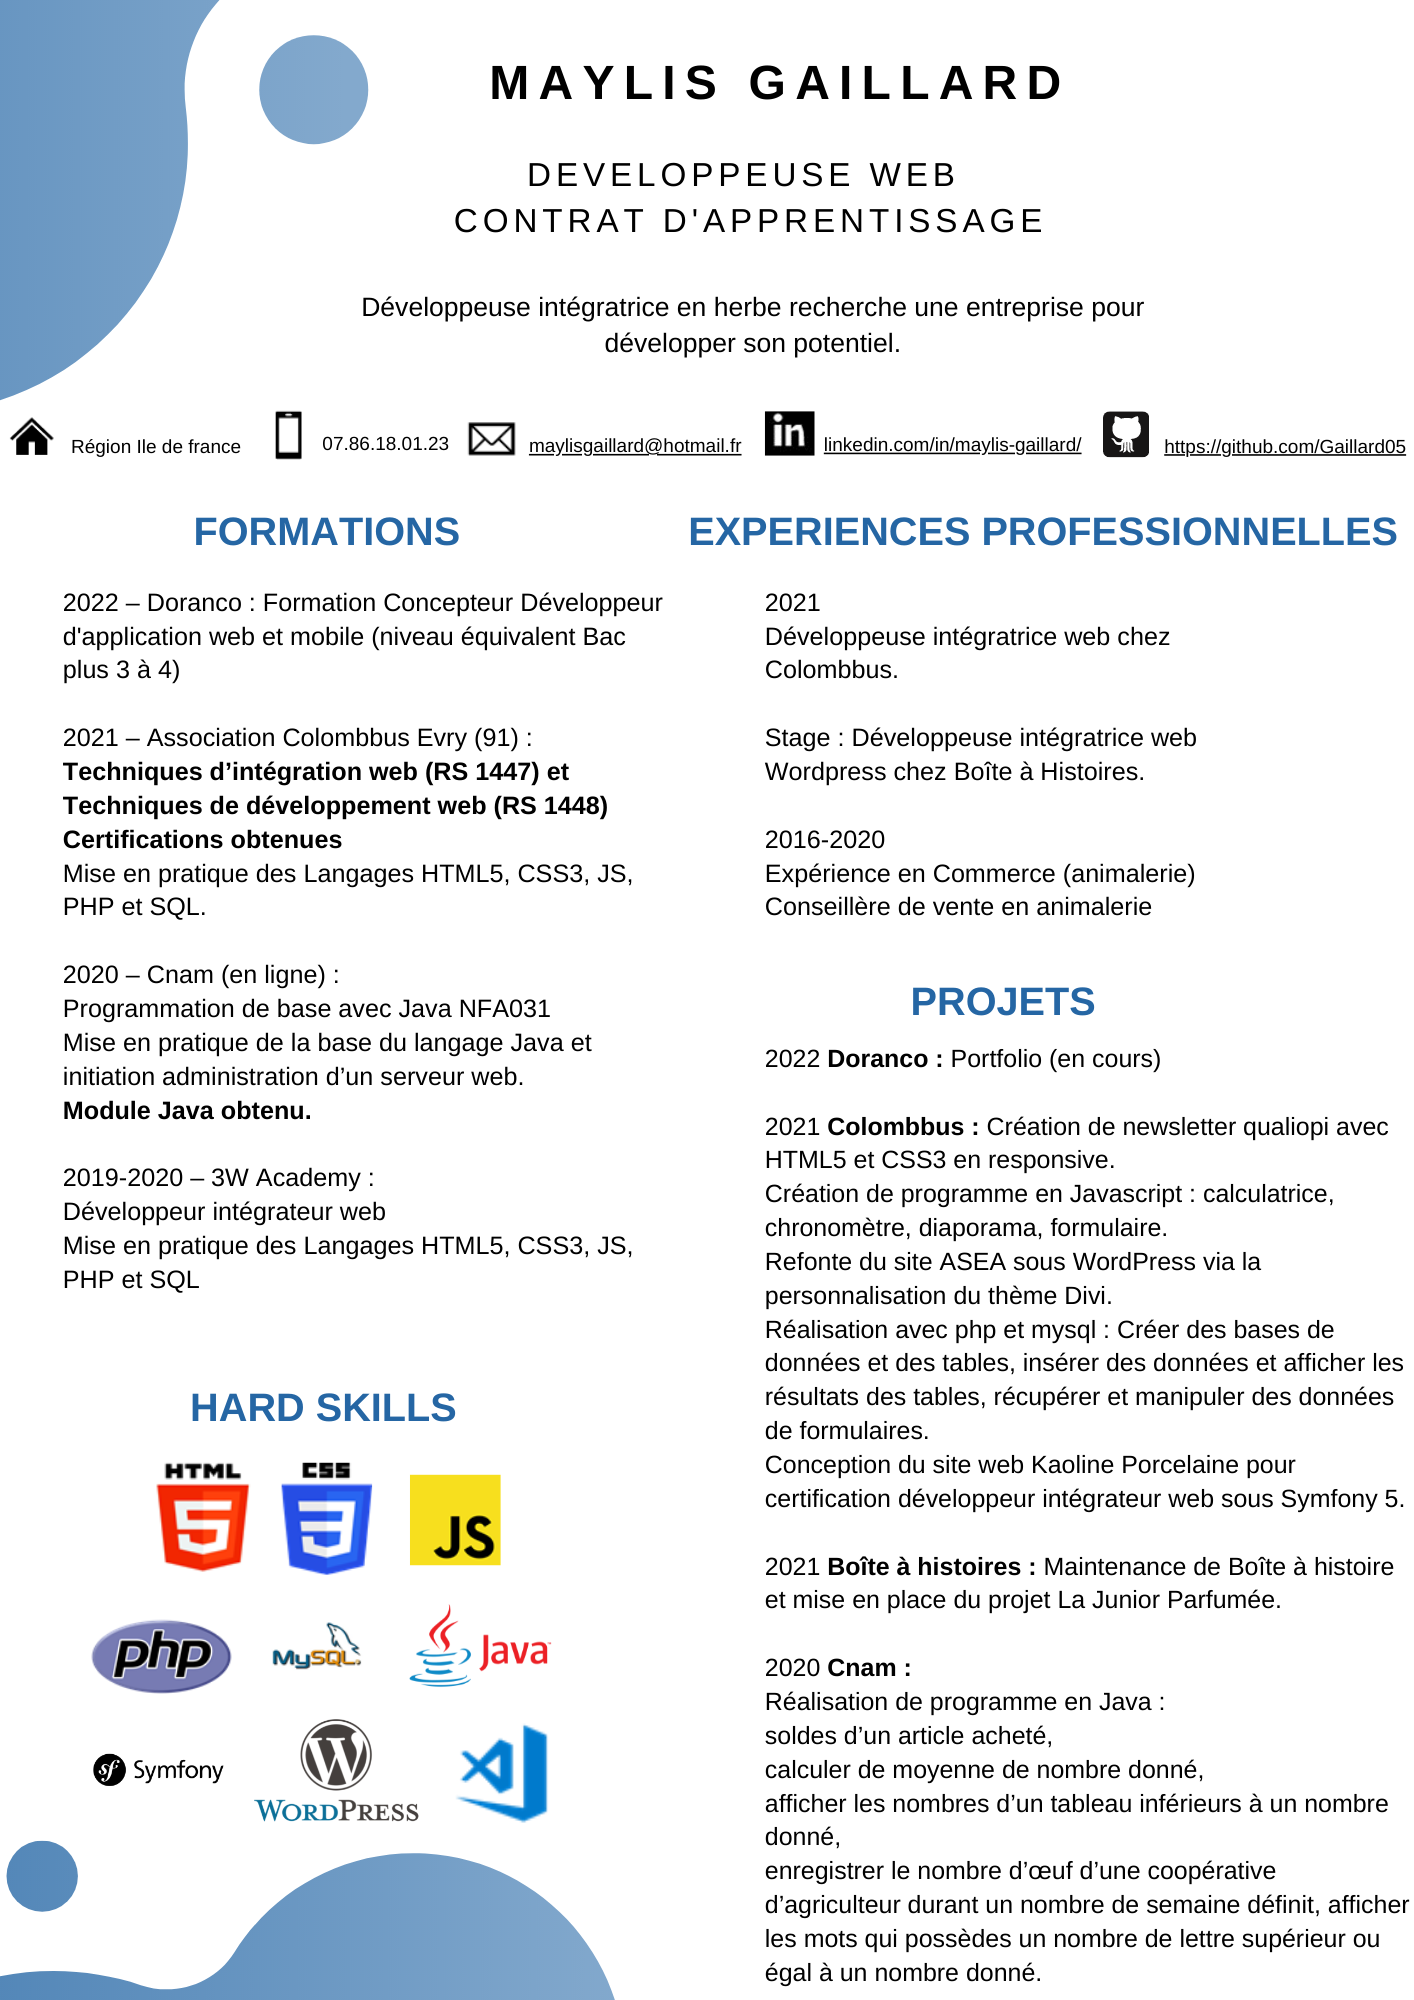 MAYLIS GAILLARD
DEVELOPPEUSE WEB
CONTRAT D'APPRENTISSAGE
Développeuse intégratrice en herbe recherche une entreprise pour
développer son potentiel.
Région Ile de france
07.86.18.01.23
maylisgaillard@hotmail.fr
in
linkedin.com/in/maylis-gaillard/
https://github.com/Gaillard05
FORMATIONS
2022 – Doranco : Formation Concepteur Développeur
d'application web et mobile (niveau équivalent Bac
plus 3 à 4)
2021 – Association Colombbus Evry (91) :
Techniques d’intégration web (RS 1447) et
Techniques de développement web (RS 1448)
Certifications obtenues
Mise en pratique des Langages HTML5, CSS3, JS,
PHP et SQL.
2020 – Cnam (en ligne) :
Programmation de base avec Java NFA031
Mise en pratique de la base du langage Java et
initiation administration d’un serveur web.
Module Java obtenu.
2019-2020 – 3W Academy :
Développeur intégrateur web
Mise en pratique des Langages HTML5, CSS3, JS,
PHP et SQL
HARD SKILLS
HTML
5
CSS
3
JS
php
MySQL
Java
sf Symfony
W
WORDPRESS
EXPERIENCES PROFESSIONNELLES
2021
Développeuse intégratrice web chez
Colombbus.
Stage : Développeuse intégratrice web
Wordpress chez Boîte à Histoires.
2016-2020
Expérience en Commerce (animalerie)
Conseillère de vente en animalerie
PROJETS
2022 Doranco : Portfolio (en cours)
2021 Colombbus : Création de newsletter qualiopi avec
HTML5 et CSS3 en responsive.
Création de programme en Javascript : calculatrice,
chronomètre, diaporama, formulaire.
Refonte du site ASEA sous WordPress via la
personnalisation du thème Divi.
Réalisation avec php et mysql : Créer des bases de
données et des tables, insérer des données et afficher les
résultats des tables, récupérer et manipuler des données
de formulaires.
Conception du site web Kaoline Porcelaine pour
certification développeur intégrateur web sous Symfony 5.
2021 Boîte à histoires : Maintenance de Boîte à histoire
et mise en place du projet La Junior Parfumée.
2020 Cnam :
Réalisation de programme en Java :
soldes d’un article acheté,
calculer de moyenne de nombre donné,
afficher les nombres d’un tableau inférieurs à un nombre
donné,
enregistrer le nombre d’œuf d’une coopérative
d’agriculteur durant un nombre de semaine définit, afficher
les mots qui possèdes un nombre de lettre supérieur ou
égal à un nombre donné.